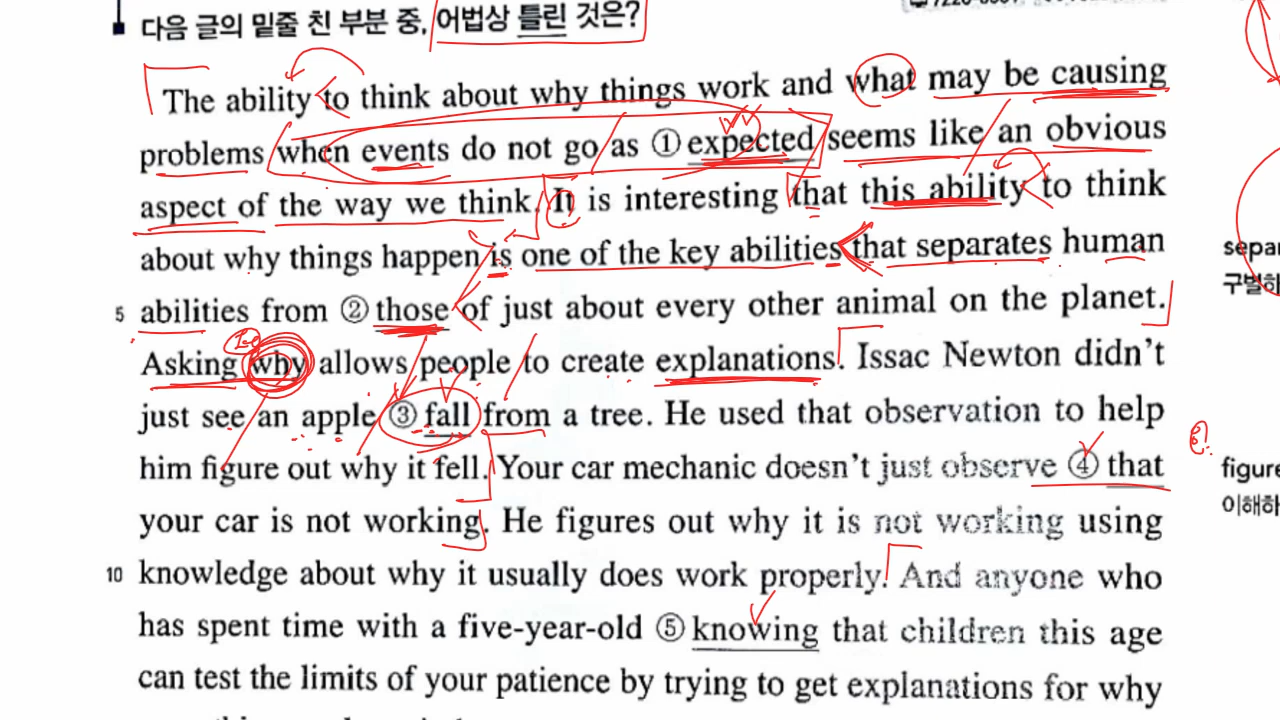 다음 글의 밑줄 친 부분 중, 어법상 틀린 것은?
The ability to think about why things work and what may be causing
problems when events do not go as ① expected seems like an obvious
aspect of the way we think. It is interesting that this ability to think
about why things happen is one of the key abilities that separates human
5 abilities from ② those of just about every other animal on the planet.
Asking why allows people to create explanations. Issac Newton didn't
just see an apple ③ fall from a tree. He used that observation to help
him figure out why it fell. Your car mechanic doesn't just observe ④ that
your car is not working. He figures out why it is not working using
10 knowledge about why it usually does work properly. And anyone who
has spent time with a five-year-old ⑤ knowing that children this age
can test the limits of your patience by trying to get explanations for why
separ
구별하
figure
이해하